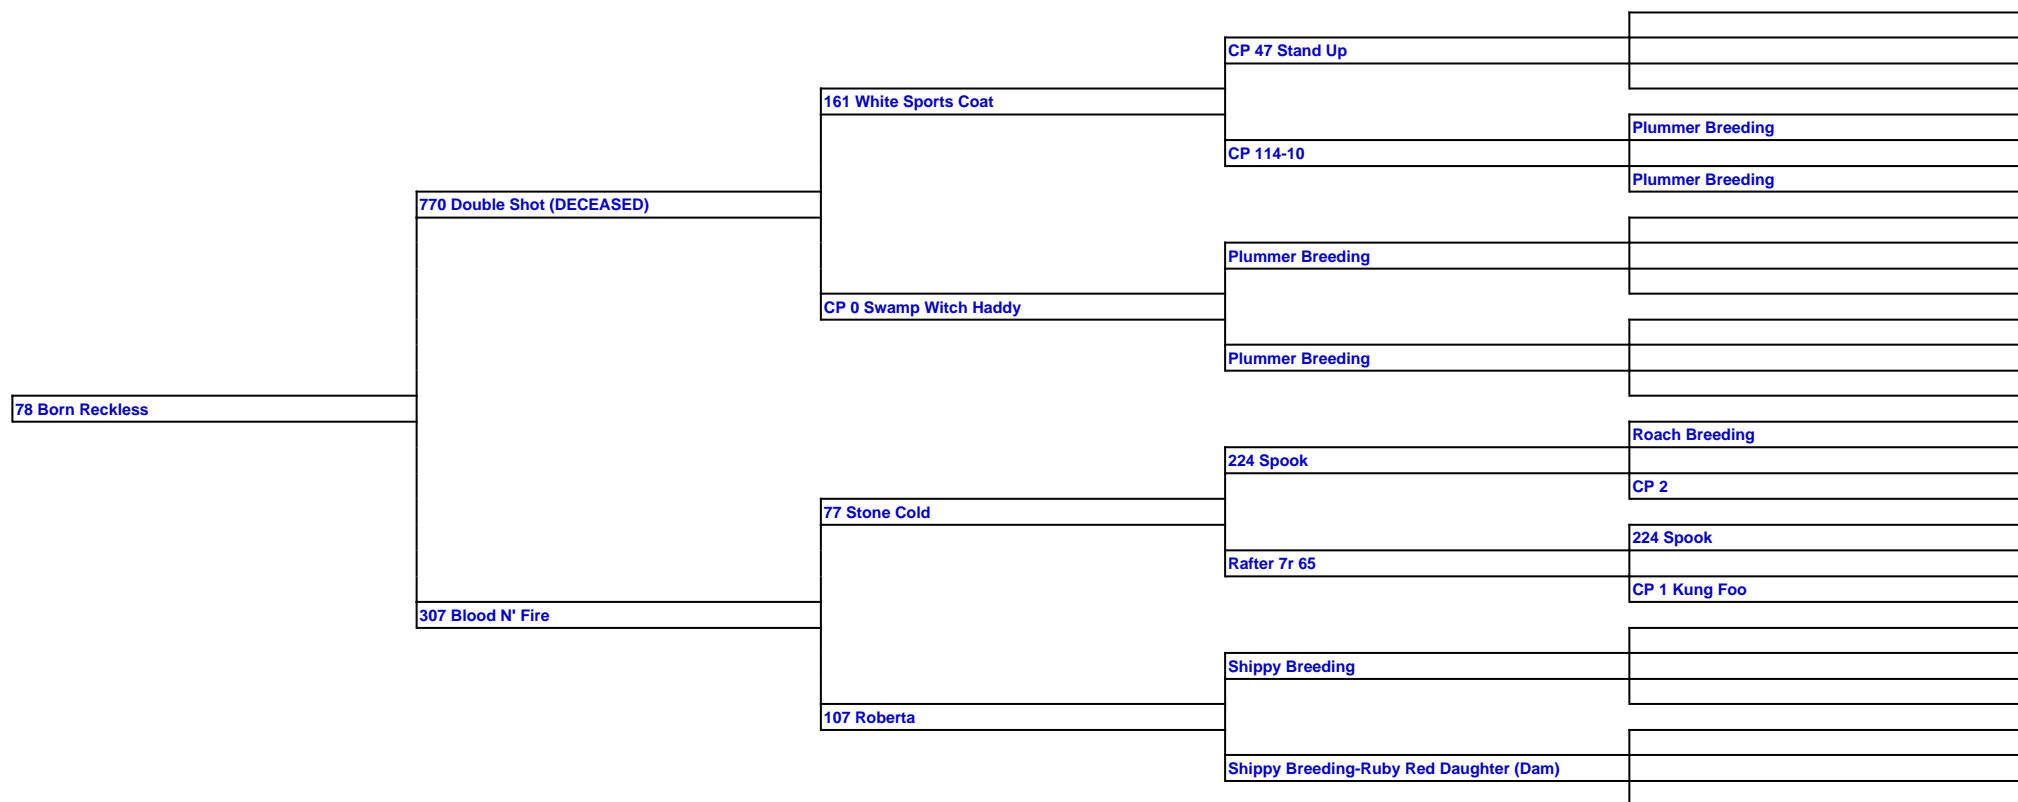 CP 47 Stand Up
161 White Sports Coat
Plummer Breeding
CP 114-10
Plummer Breeding
770 Double Shot (DECEASED)
Plummer Breeding
CP 0 Swamp Witch Haddy
Plummer Breeding
78 Born Reckless
Roach Breeding
224 Spook
CP 2
77 Stone Cold
224 Spook
Rafter 7r 65
CP 1 Kung Foo
307 Blood N' Fire
Shippy Breeding
107 Roberta
Shippy Breeding-Ruby Red Daughter (Dam)